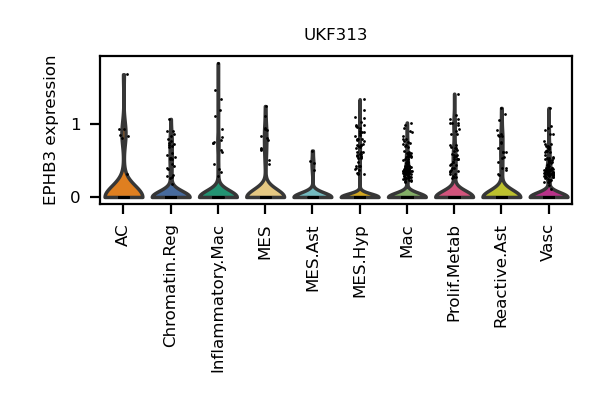 UKF313
EPHB3 expression
1
0
AC
Chromatin.Reg
Inflammatory.Mac
MES
MES.Ast
MES.Hyp
Mac
Prolif.Metab
Reactive.Ast
Vasc